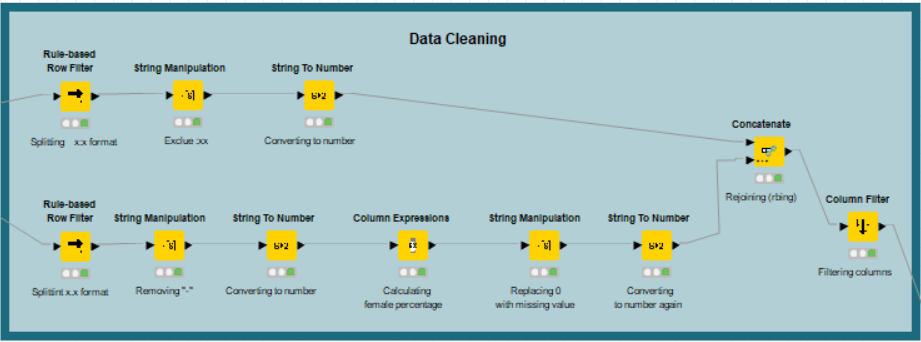 Data Cleaning
Rule-based
Row Filter
String Manipulation
String To Number
Splitting x:x format
Exclue :xx
Converting to number
Concatenate
Rejoining (rbing)
Rule-based
Row Filter
String Manipulation
String To Number
Column Expressions
String Manipulation
String To Number
Column Filter
Splittint x.x format
Removing "-"
Converting to number
Calculating
female percentage
Replacing 0
with missing value
Converting
to number again
Filtering columns